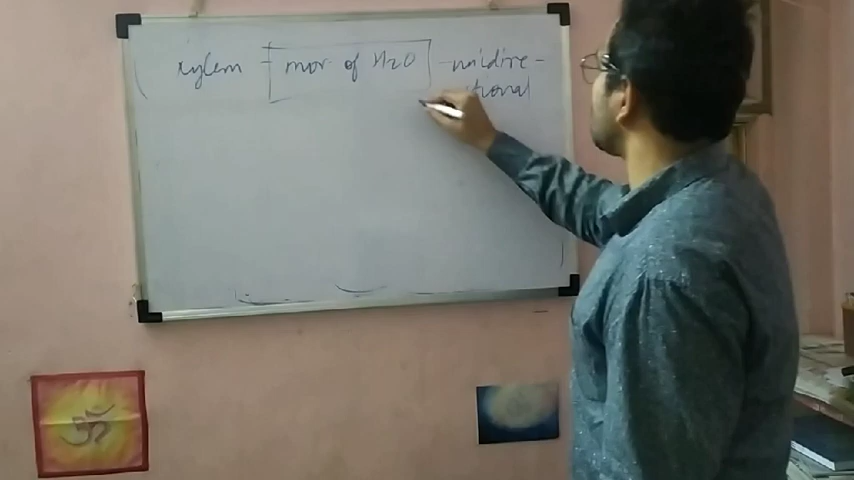 xylem - mov of H2O - unidire-
tional
ॐ